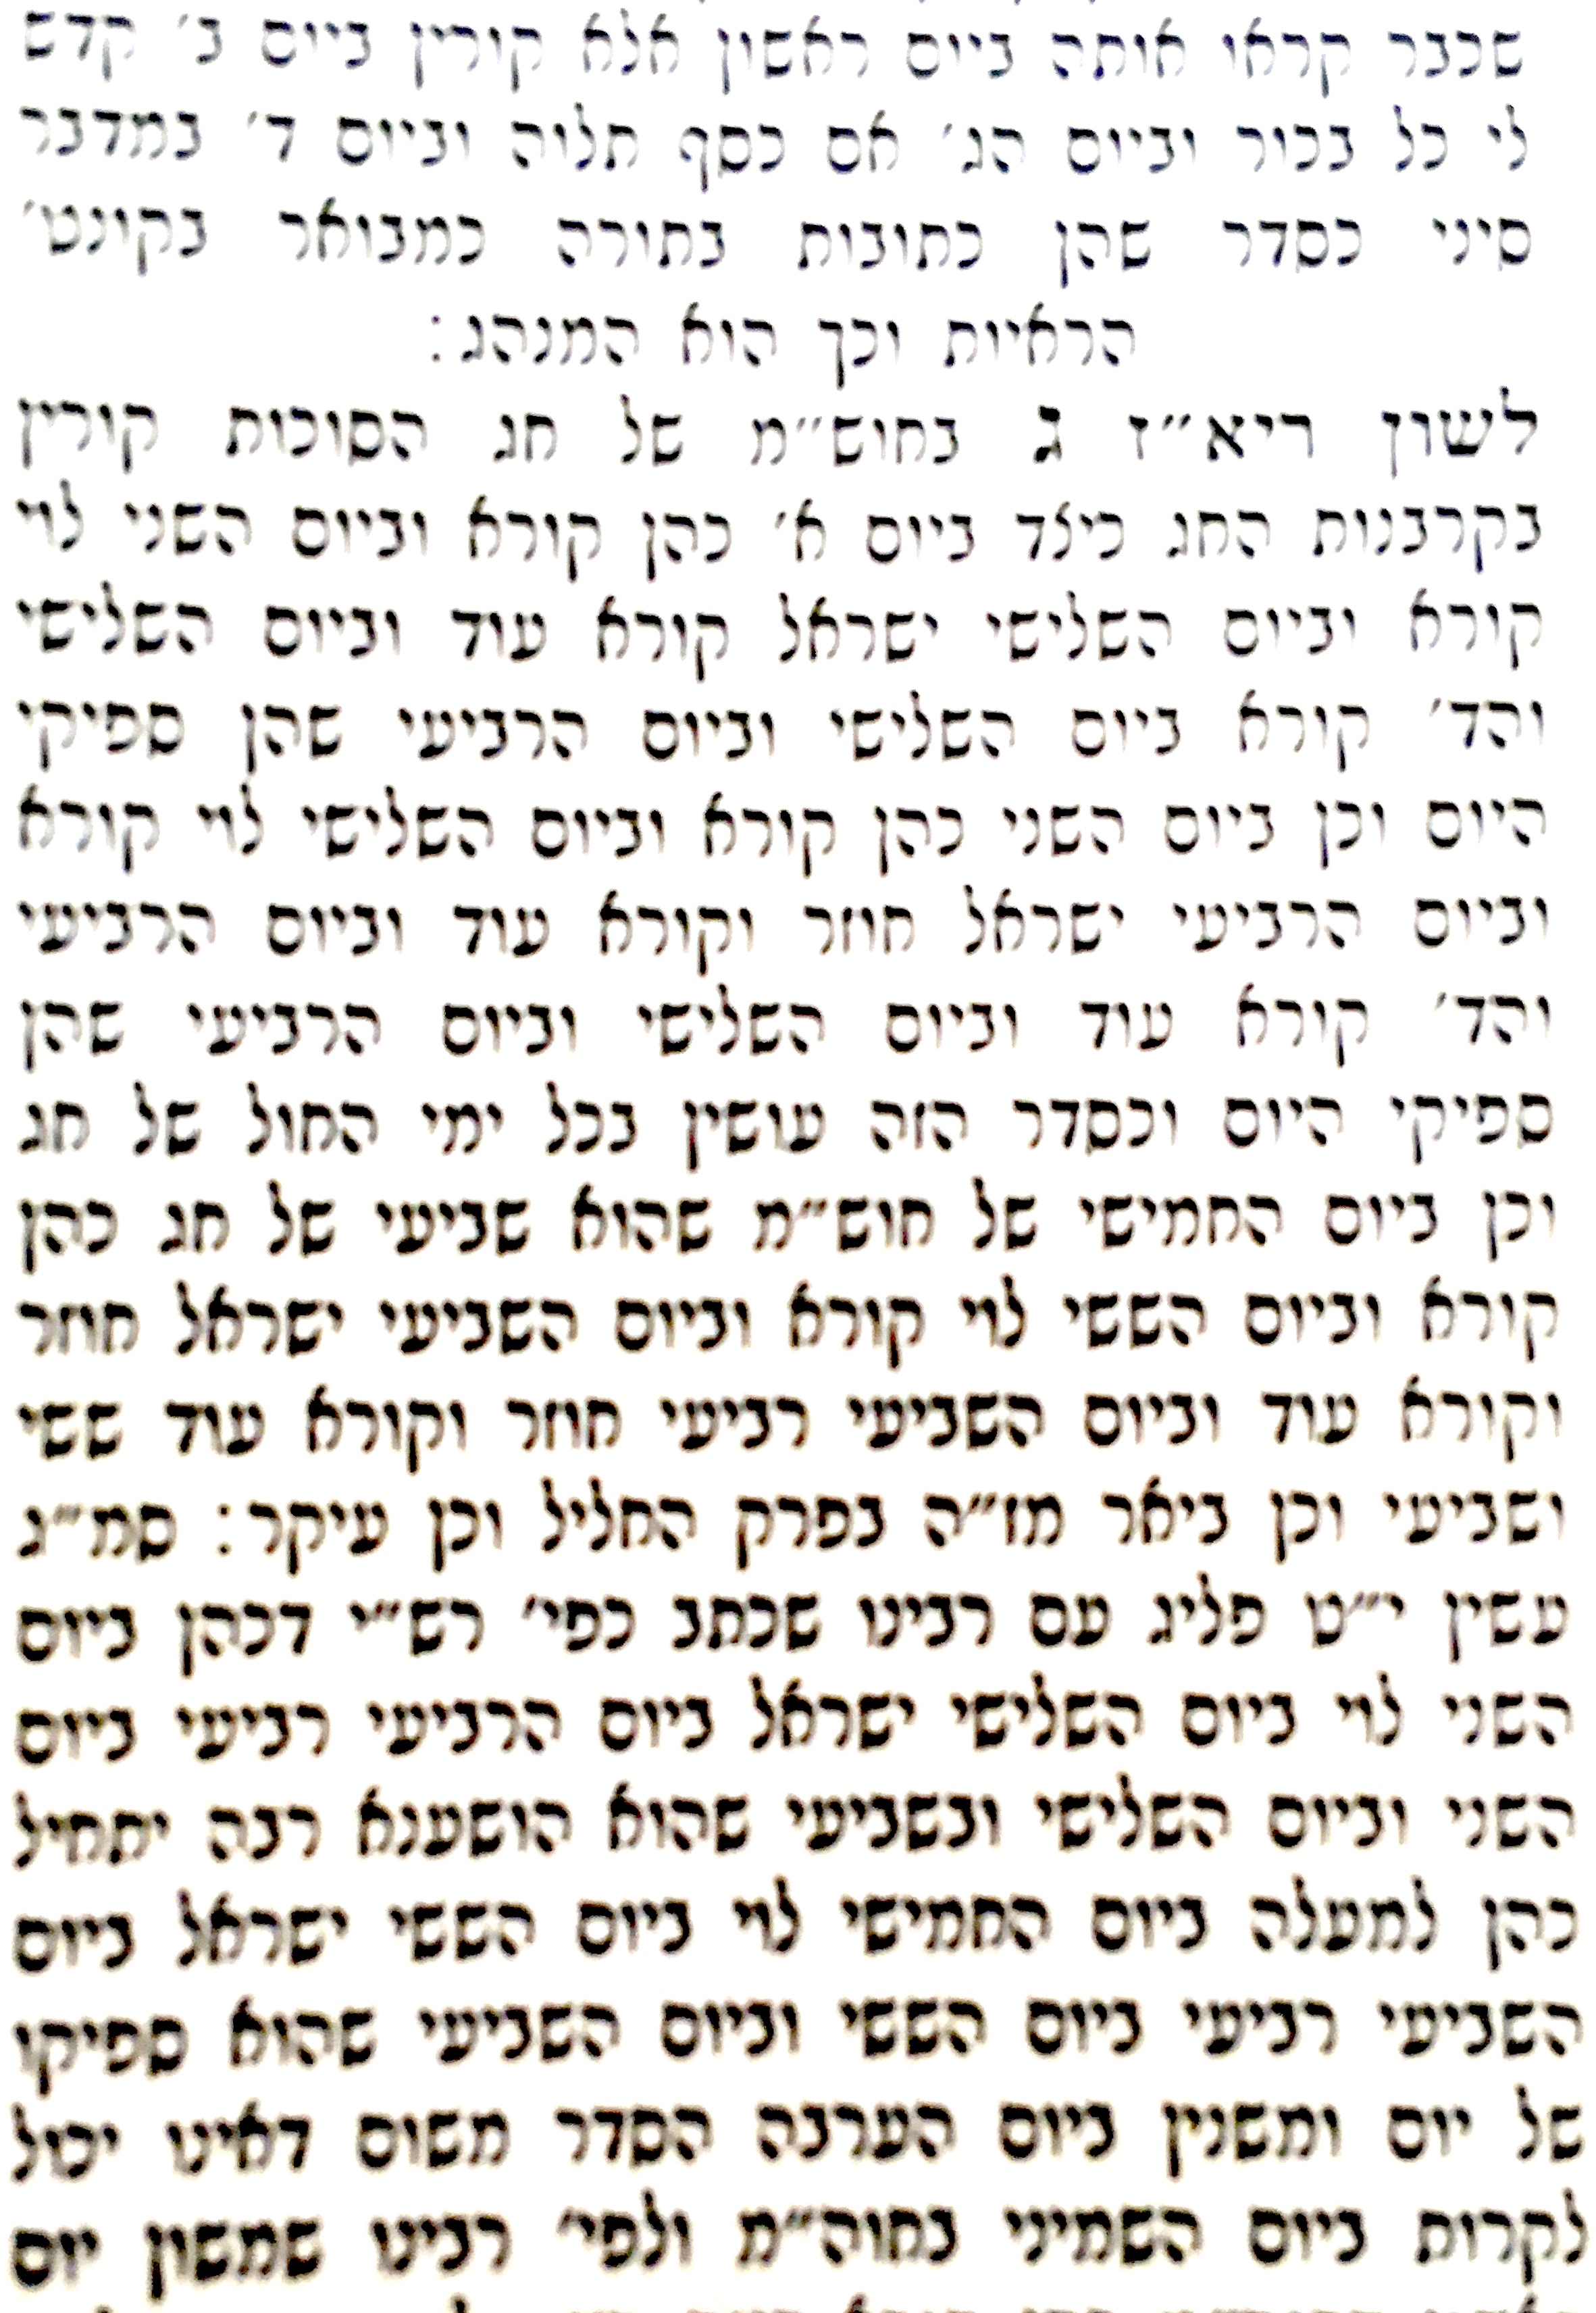 שכבר קראו אותה ביום ראשון אלא קורין ביום ב׳ קדש
לי כל בכור וביום הג׳ אם כסף תלוה וביום ד׳ במדבר
סיני כסדר שהן כתובות בתורה כמבואר בקונט׳
הראיות וכך הוא המנהג:
לשון ריא״ז ג בחוש״מ של חג הסוכות קורין
בקרבנות החג כיצד ביום א׳ כהן קורא וביום השני לוי
קורא וביום השלישי ישראל קורא עוד וביום השלישי
והד׳ קורא ביום השלישי וביום הרביעי שהן ספיקי
היום וכן ביום השני כהן קורא וביום השלישי לוי קורא
וביום הרביעי ישראל חוזר וקורא עוד וביום הרביעי
והד׳ קורא עוד וביום השלישי וביום הרביעי שהן
ספיקי היום וכסדר הזה עושין בכל ימי החול של חג
וכן ביום החמישי של חוש״מ שהוא שביעי של חג כהן
קורא וביום הששי לוי קורא וביום השביעי ישראל חוזר
וקורא עוד וביום השביעי רביעי חוזר וקורא עוד ששי
ושביעי וכן ביאר מז״ה בפרק החליל וכן עיקר: סמ״ג
עשין י״ט פליג עם רבינו שכתב כפי׳ רש״י דכהן ביום
השני לוי ביום השלישי ישראל ביום הרביעי רביעי ביום
השני וביום השלישי ובשביעי שהוא הושענא רבה יתחיל
כהן למעלה ביום החמישי לוי ביום הששי ישראל ביום
השביעי רביעי ביום הששי וביום השביעי שהוא ספיקו
של יום ומשנין ביום הערבה הסדר משום דאינו יכול
לקרות ביום השמיני בחוה״מ ולפי׳ רבינו שמשון יום